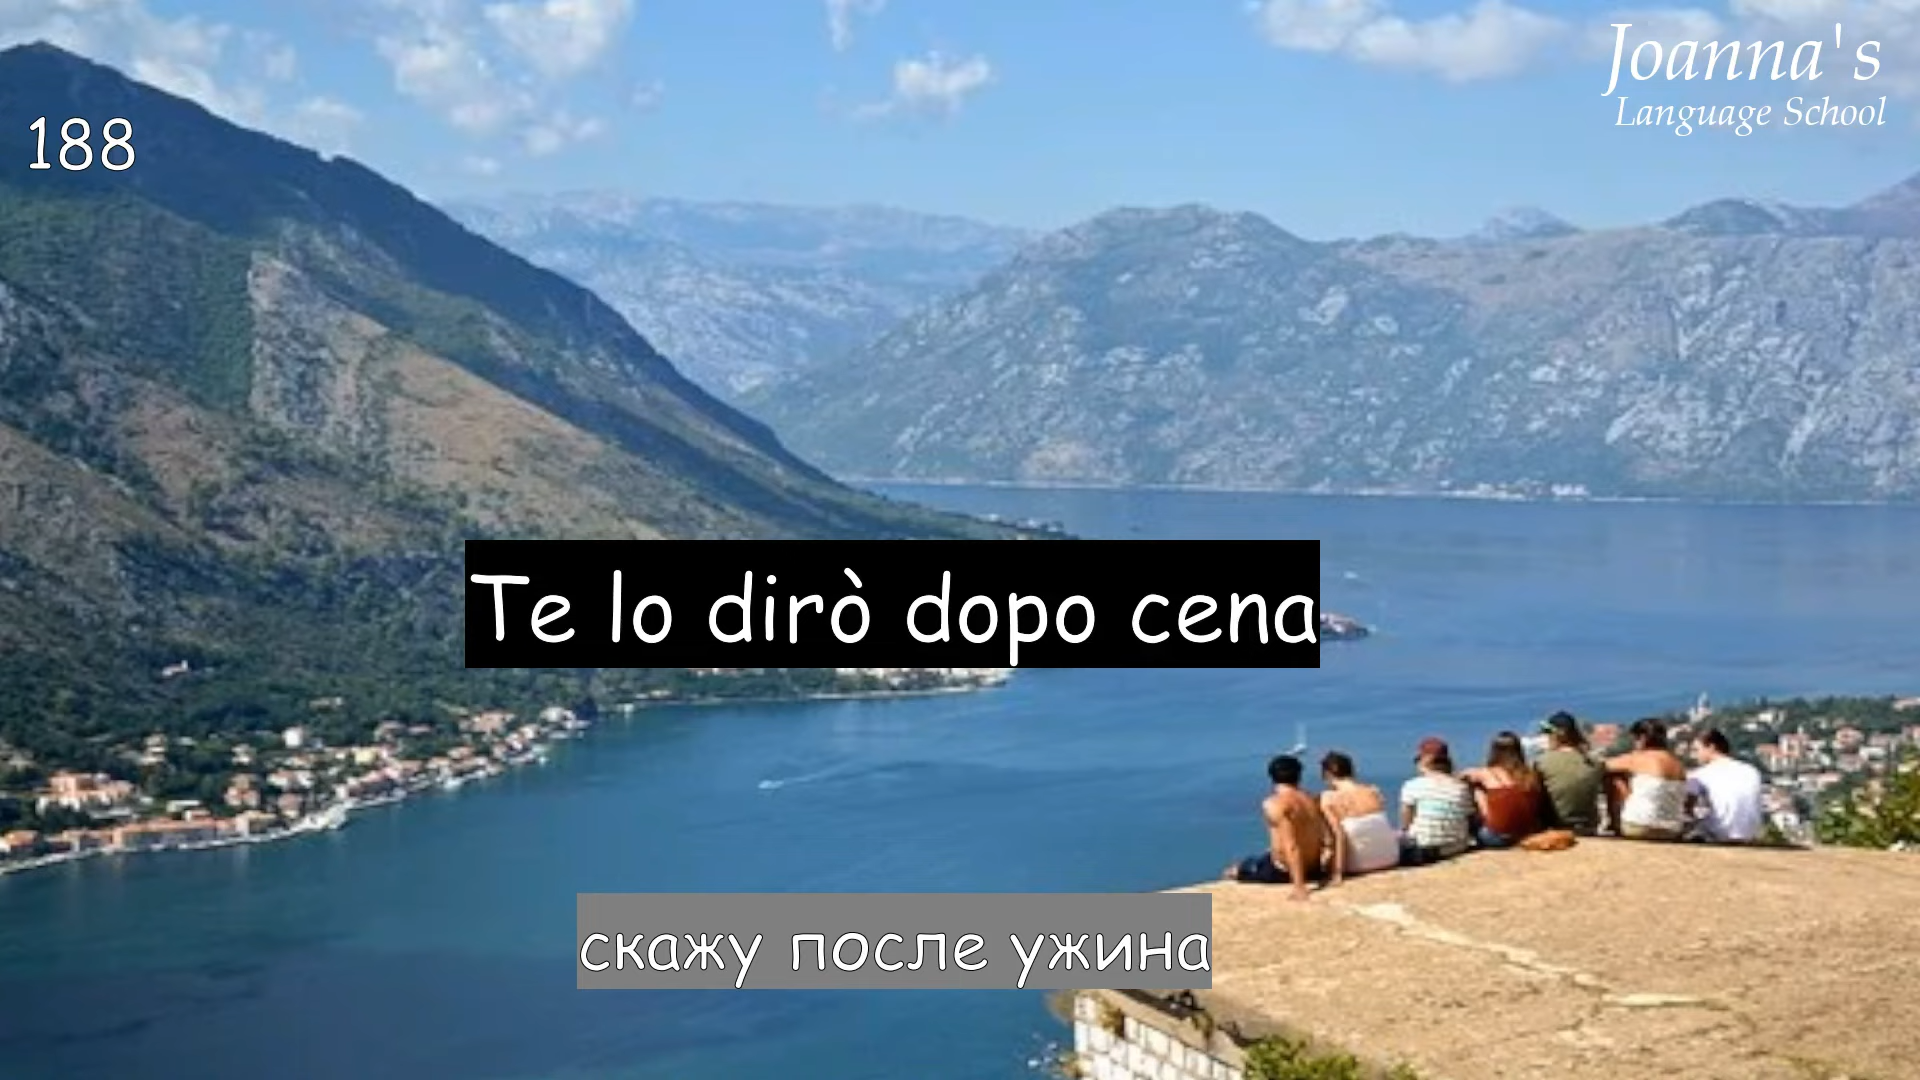 Joanna's
Language School
188
Te lo dirò dopo cena
скажу после ужина